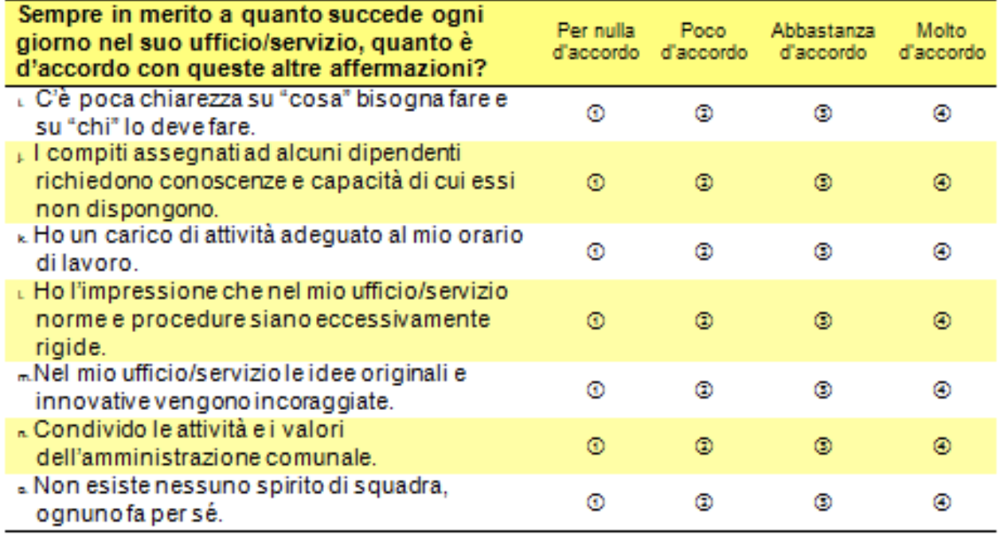 Sempre in merito a quanto succede ogni
giorno nel suo ufficio/servizio, quanto è
d'accordo con queste altre affermazioni?
Per nulla d'accordo
Poco d'accordo
Abbastanza d'accordo
Molto d'accordo
i. C'è poca chiarezza su "cosa" bisogna fare e
su "chi" lo deve fare.
① ② ③ ④
j. I compiti assegnati ad alcuni dipendenti
richiedono conoscenze e capacità di cui essi
non dispongono.
① ② ③ ④
k. Ho un carico di attività adeguato al mio orario
di lavoro.
① ② ③ ④
l. Ho l'impressione che nel mio ufficio/servizio
norme e procedure siano eccessivamente
rigide.
① ② ③ ④
m. Nel mio ufficio/servizio le idee originali e
innovative vengono incoraggiate.
① ② ③ ④
n. Condivido le attività e i valori
dell'amministrazione comunale.
① ② ③ ④
o. Non esiste nessuno spirito di squadra,
ognuno fa per sé.
① ② ③ ④